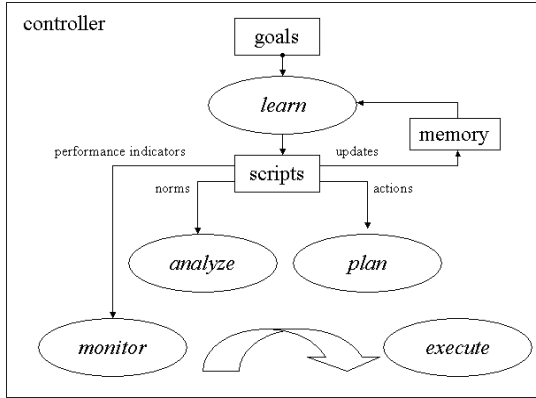 controller
goals
learn
memory
performance indicators
updates
scripts
norms
actions
analyze
plan
monitor
execute